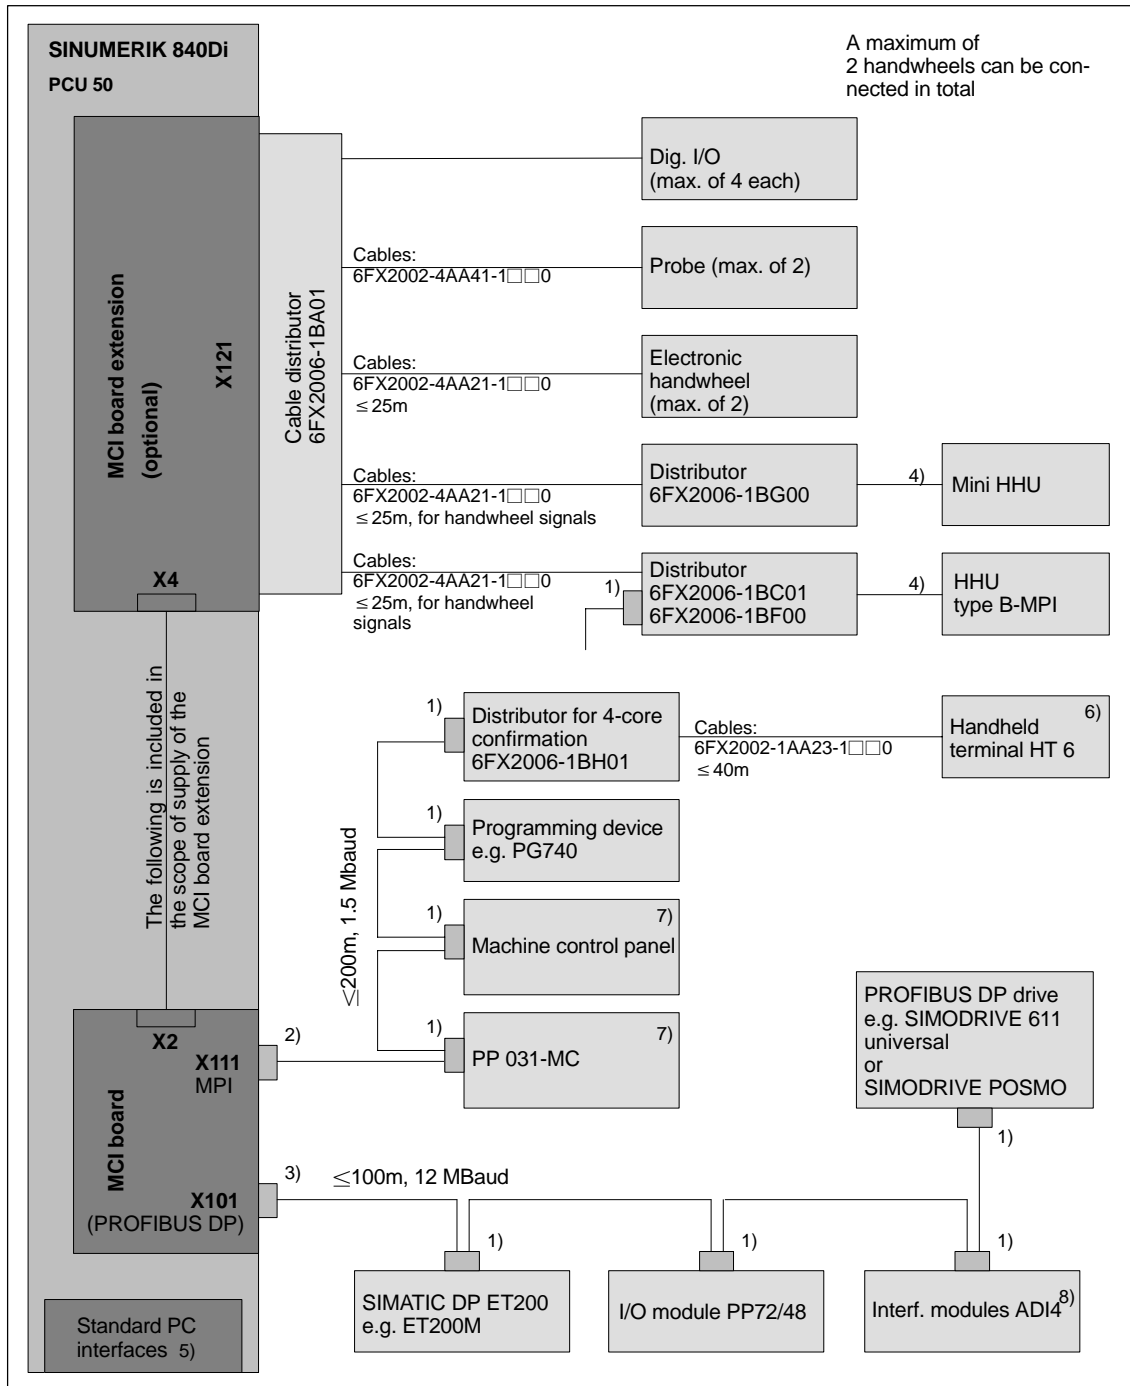 SINUMERIK 840Di
PCU 50
A maximum of
2 handwheels can be con-
nected in total
MCI board extension
(optional)
X121
X4
Cable distributor
6FX2006-1BA01
Dig. I/O
(max. of 4 each)
Cables:
6FX2002-4AA41-1□□0
Probe (max. of 2)
Cables:
6FX2002-4AA21-1□□0
≤25m
Electronic
handwheel
(max. of 2)
Cables:
6FX2002-4AA21-1□□0
≤25m, for handwheel signals
Distributor
6FX2006-1BG00
4)
Mini HHU
Cables:
6FX2002-4AA21-1□□0
≤25m, for handwheel
signals
1)
Distributor
6FX2006-1BC01
6FX2006-1BF00
4)
HHU
type B-MPI
The following is included in
the scope of supply of the
MCI board extension
1)
Distributor for 4-core
confirmation
6FX2006-1BH01
Cables:
6FX2002-1AA23-1□□0
≤40m
6)
Handheld
terminal HT 6
1)
Programming device
e.g. PG740
≤200m, 1.5 Mbaud
1)
7)
Machine control panel
1)
7)
PP 031-MC
PROFIBUS DP drive
e.g. SIMODRIVE 611
universal
or
SIMODRIVE POSMO
1)
X2
2)
X111
MPI
MCI board
3)
X101
(PROFIBUS DP)
≤100m, 12 MBaud
1)
1)
1)
SIMATIC DP ET200
e.g. ET200M
I/O module PP72/48
Interf. modules ADI4 8)
Standard PC
interfaces 5)